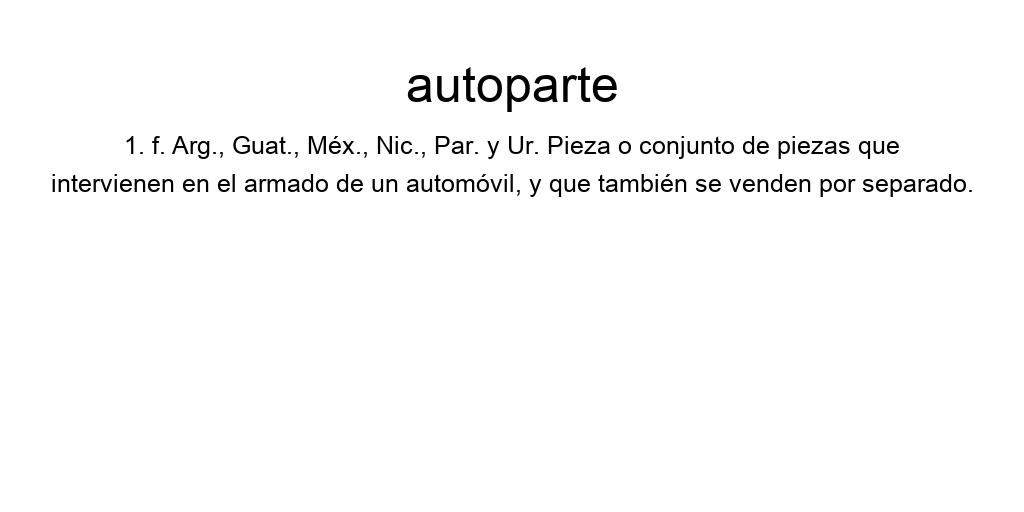 autoparte
1. f. Arg., Guat., Méx., Nic., Par. y Ur. Pieza o conjunto de piezas que
intervienen en el armado de un automóvil, y que también se venden por separado.